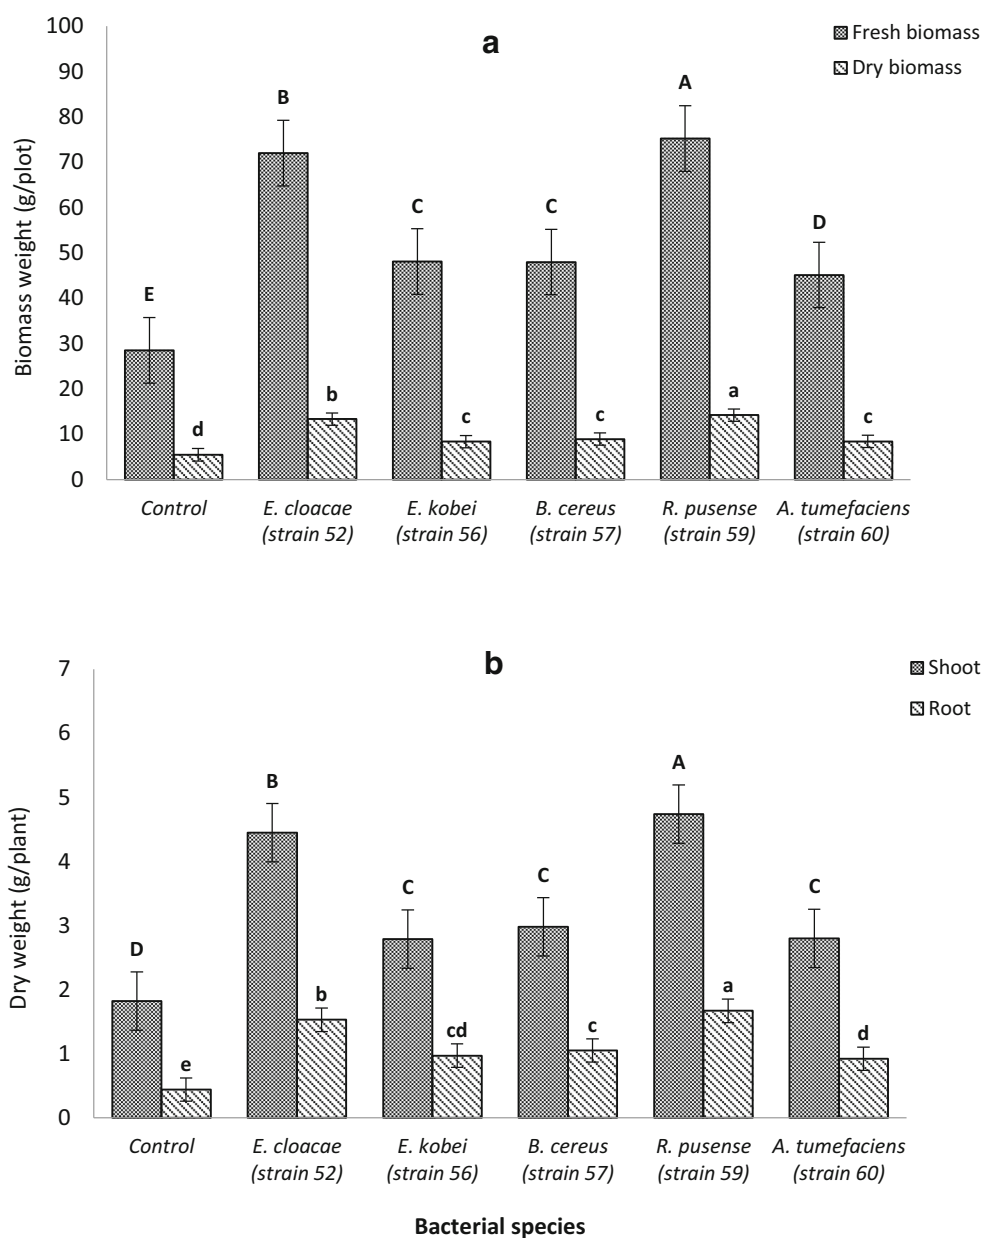 a
Fresh biomass
Dry biomass
Biomass weight (g/plot)
100
90
80
70
60
50
40
30
20
10
0
E
d
B
b
C
c
C
c
A
a
D
c
Control
E. cloacae
(strain 52)
E. kobei
(strain 56)
B. cereus
(strain 57)
R. pusense
(strain 59)
A. tumefaciens
(strain 60)
b
Shoot
Root
Dry weight (g/plant)
7
6
5
4
3
2
1
0
D
e
B
b
C
cd
C
c
A
a
C
d
Control
E. cloacae
(strain 52)
E. kobei
(strain 56)
B. cereus
(strain 57)
R. pusense
(strain 59)
A. tumefaciens
(strain 60)
Bacterial species